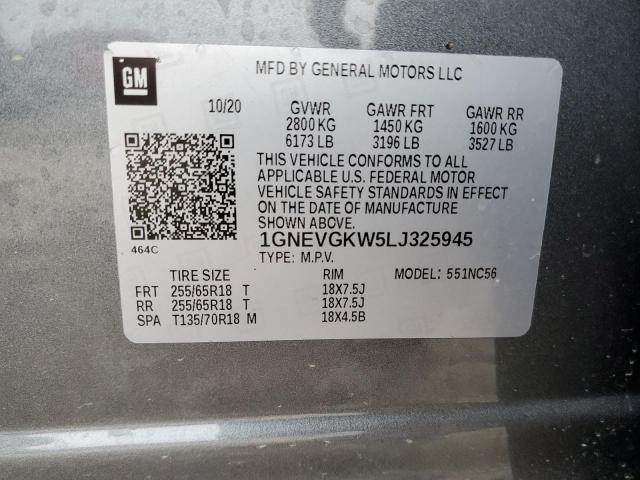 GM
MFD BY GENERAL MOTORS LLC
10/20 GVWR GAWR FRT GAWR RR
2800 KG 1450 KG 1600 KG
6173 LB 3196 LB 3527 LB
THIS VEHICLE CONFORMS TO ALL
APPLICABLE U.S. FEDERAL MOTOR
VEHICLE SAFETY STANDARDS IN EFFECT
ON THE DATE OF MANUFACTURE
SHOWN ABOVE.
464C
1GNEVGKW5LJ325945
TYPE: M.P.V.
TIRE SIZE RIM MODEL: 551NC56
FRT 255/65R18 T 18X7.5J
RR 255/65R18 T 18X7.5J
SPA T135/70R18 M 18X4.5B